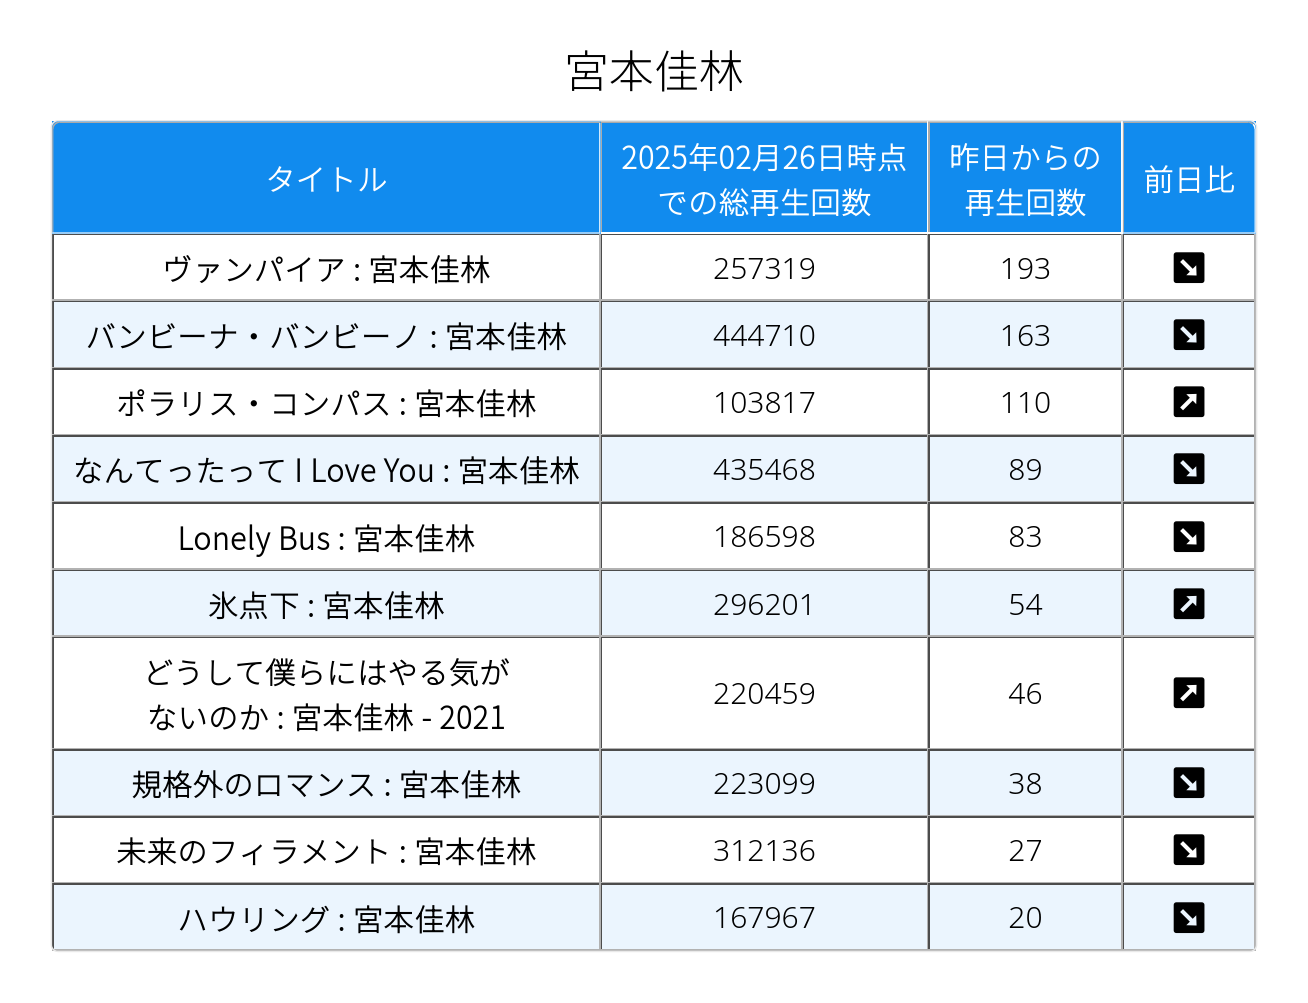 宮本佳林
タイトル
2025年02月26日時点
での総再生回数
昨日からの
再生回数
前日比
ヴァンパイア : 宮本佳林 257319 193 ↘
バンビーナ・バンビーノ : 宮本佳林 444710 163 ↘
ポラリス・コンパス : 宮本佳林 103817 110 ↗
なんてったって I Love You : 宮本佳林 435468 89 ↘
Lonely Bus : 宮本佳林 186598 83 ↘
氷点下 : 宮本佳林 296201 54 ↗
どうして僕らにはやる気が
ないのか : 宮本佳林 - 2021 220459 46 ↗
規格外のロマンス : 宮本佳林 223099 38 ↘
未来のフィラメント : 宮本佳林 312136 27 ↘
ハウリング : 宮本佳林 167967 20 ↘